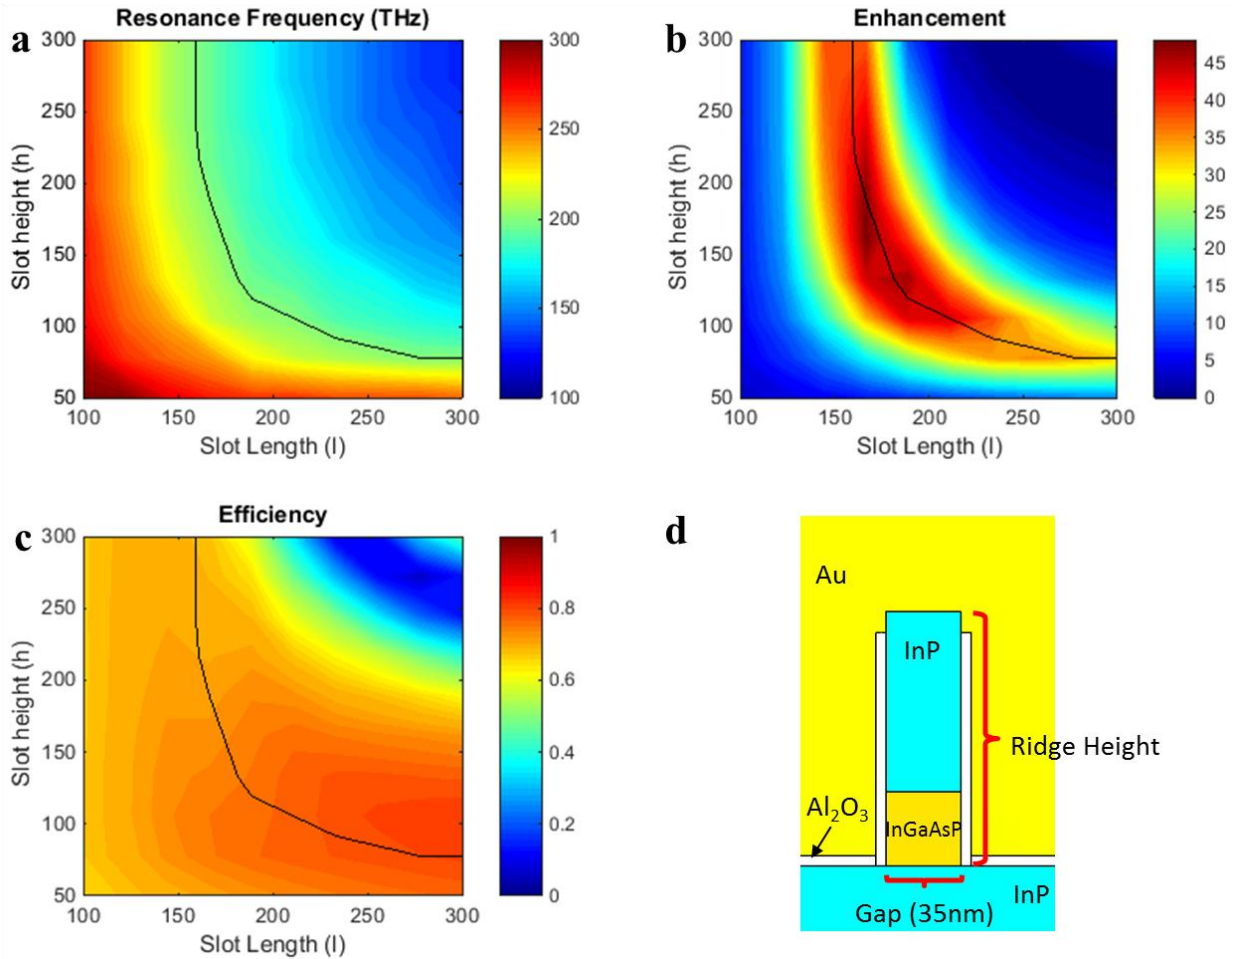 a
Resonance Frequency (THz)
300
250
200
150
100
50
Slot height (h)
100 150 200 250 300
Slot Length (l)
300
250
200
150
100
b
Enhancement
300
250
200
150
100
50
Slot height (h)
100 150 200 250 300
Slot Length (l)
45
40
35
30
25
20
15
10
5
0
c
Efficiency
300
250
200
150
100
50
Slot height (h)
100 150 200 250 300
Slot Length (l)
1
0.8
0.6
0.4
0.2
0
d
Au
InP
Ridge Height
Al₂O₃
InGaAsP
InP
Gap (35nm)